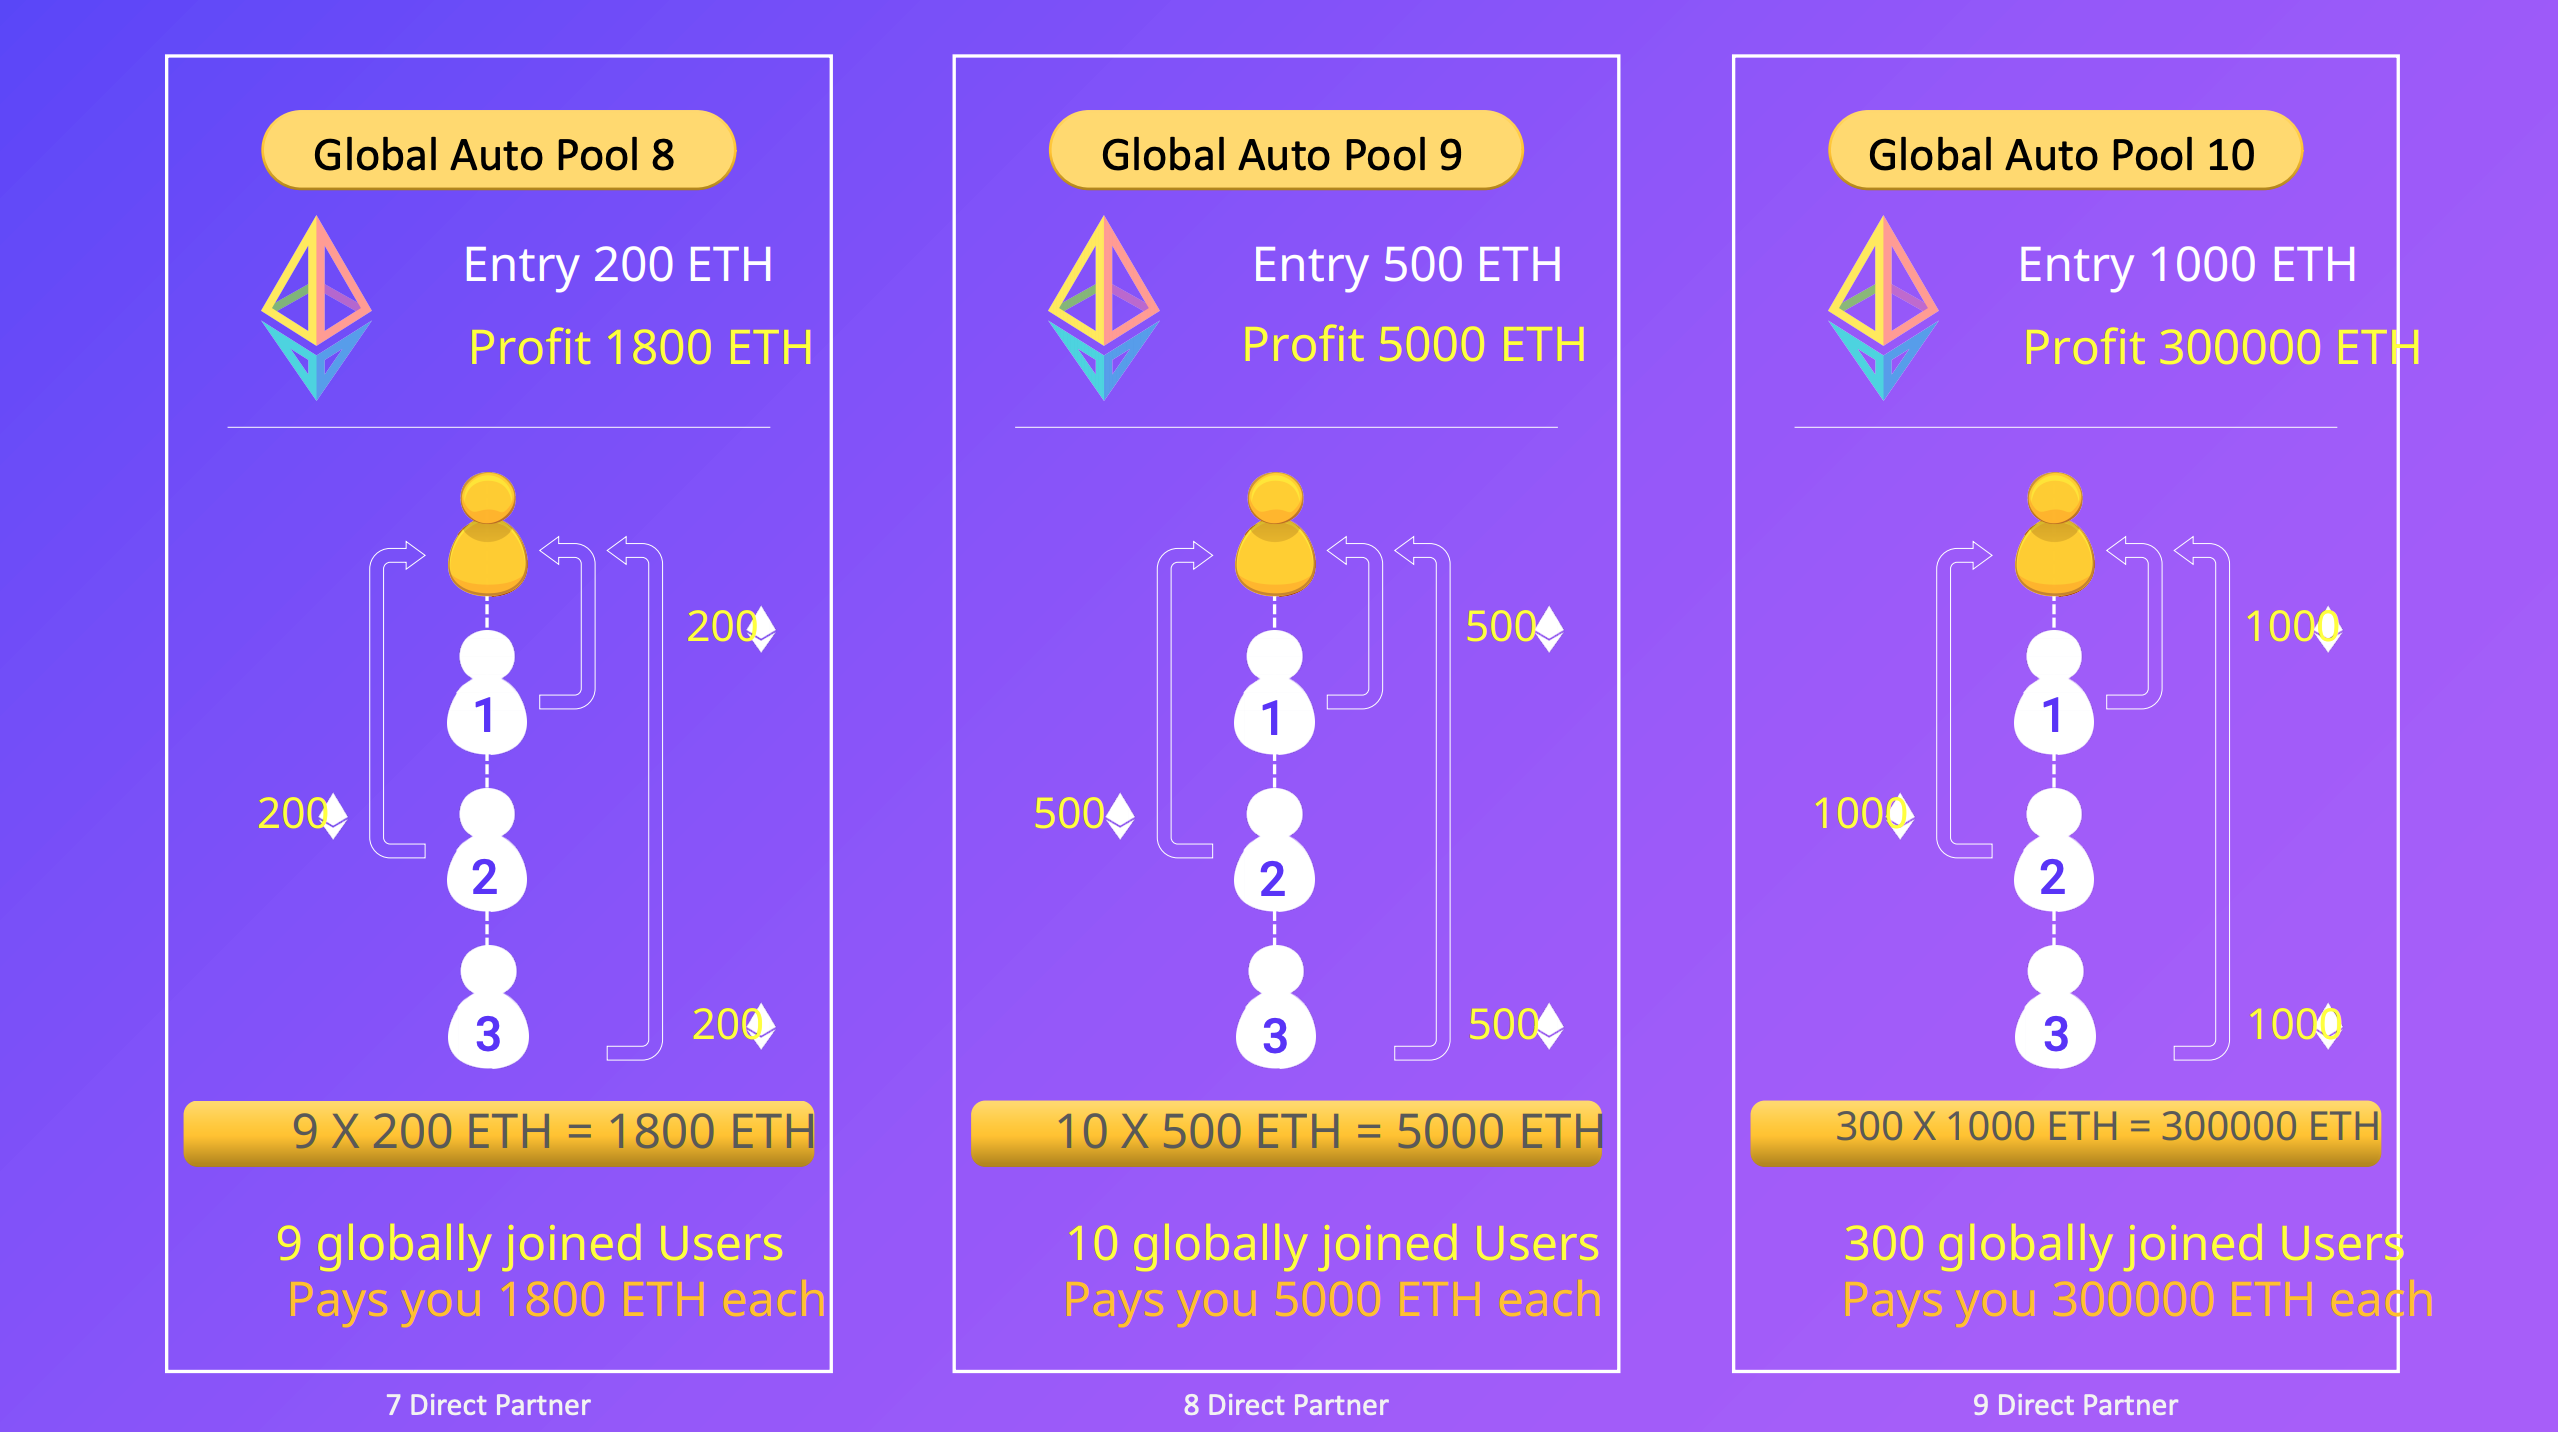 Global Auto Pool 8
Entry 200 ETH
Profit 1800 ETH
200
1
200
2
200
3
9 X 200 ETH = 1800 ETH
9 globally joined Users
Pays you 1800 ETH each
7 Direct Partner
Global Auto Pool 9
Entry 500 ETH
Profit 5000 ETH
500
1
500
2
500
3
10 X 500 ETH = 5000 ETH
10 globally joined Users
Pays you 5000 ETH each
8 Direct Partner
Global Auto Pool 10
Entry 1000 ETH
Profit 300000 ETH
1000
1
1000
2
1000
3
300 X 1000 ETH = 300000 ETH
300 globally joined Users
Pays you 300000 ETH each
9 Direct Partner